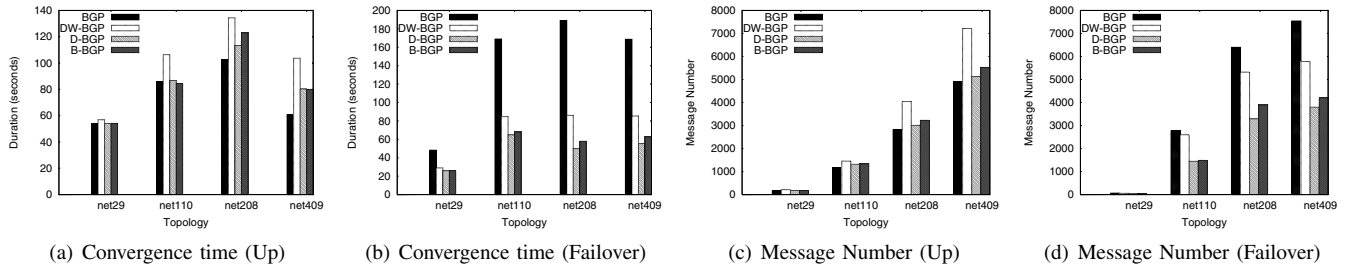 140
120
100
80
60
40
20
0
Duration (seconds)
BGP
DW-BGP
D-BGP
B-BGP
net29 net110 net208 net409
Topology
(a) Convergence time (Up)
200
180
160
140
120
100
80
60
40
20
0
Duration (seconds)
BGP
DW-BGP
D-BGP
B-BGP
net29 net110 net208 net409
Topology
(b) Convergence time (Failover)
8000
7000
6000
5000
4000
3000
2000
1000
0
Message Number
BGP
DW-BGP
D-BGP
B-BGP
net29 net110 net208 net409
Topology
(c) Message Number (Up)
8000
7000
6000
5000
4000
3000
2000
1000
0
Message Number
BGP
DW-BGP
D-BGP
B-BGP
net29 net110 net208 net409
Topology
(d) Message Number (Failover)